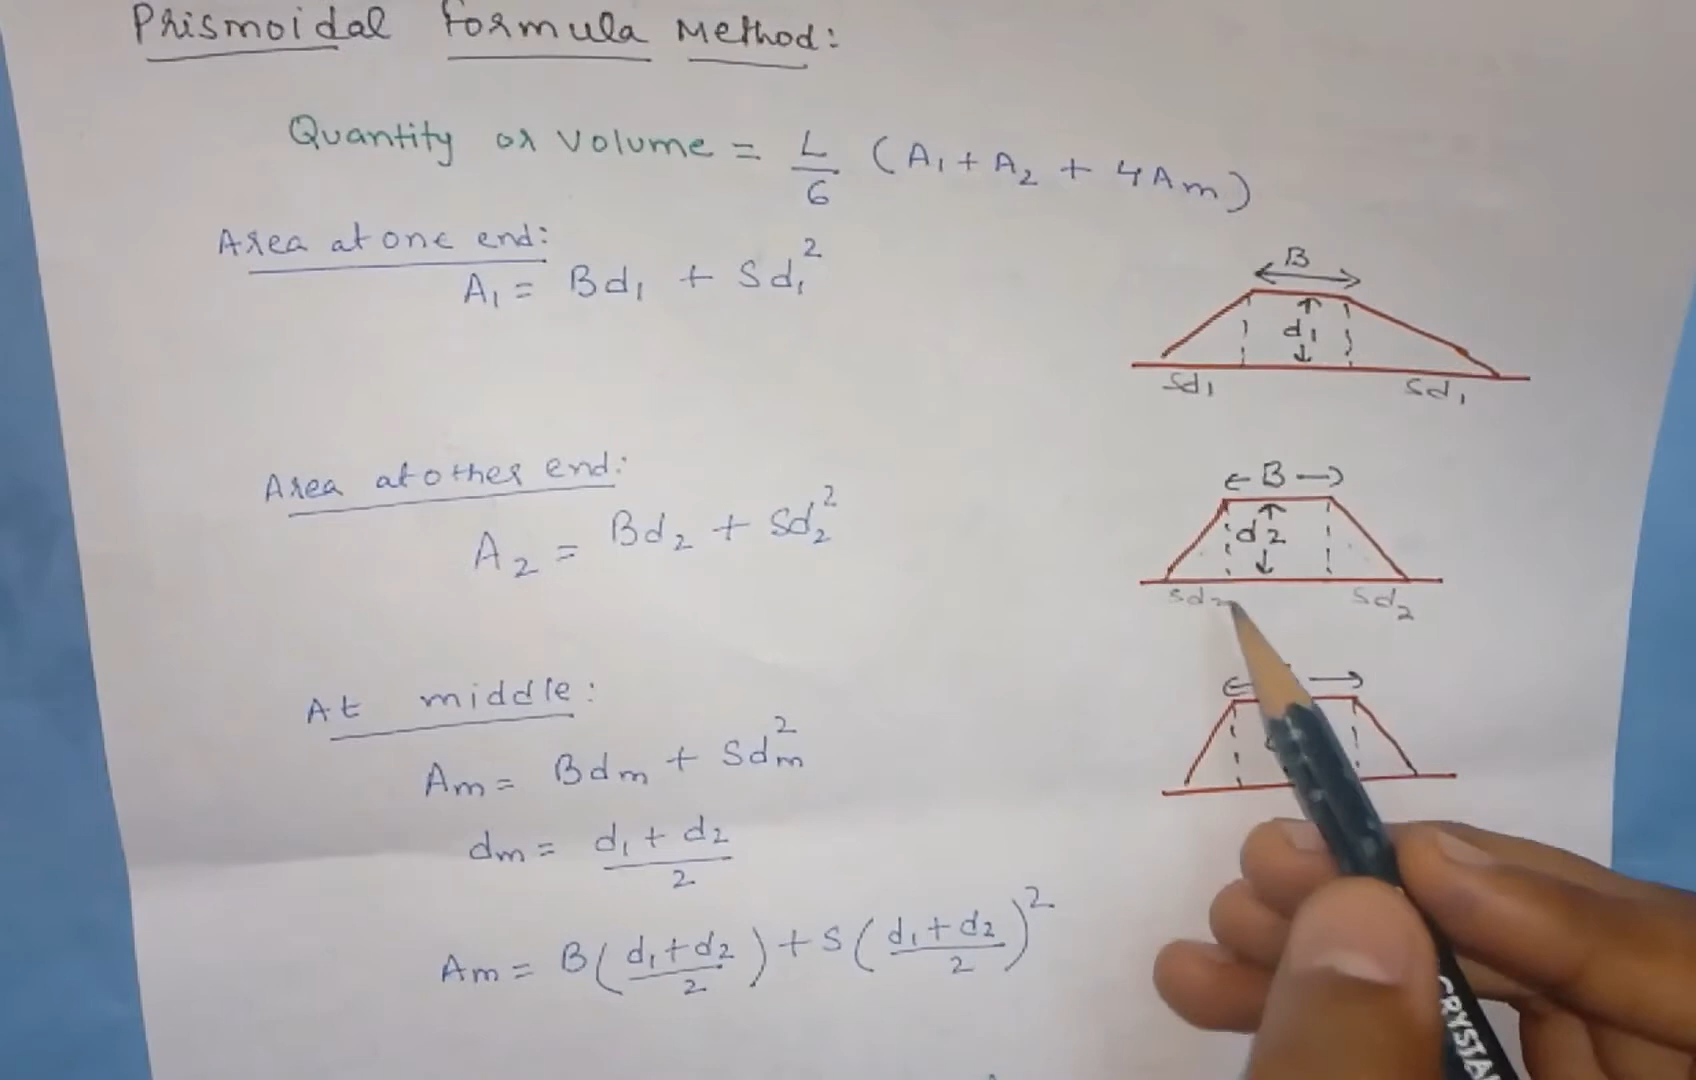 Prismoidal formula Method:
Quantity or volume = L/6 (A₁ + A₂ + 4Am)
Area at one end:
A₁ = Bd₁ + Sd₁²
B
d₁
Sd₁ Sd₁
Area at other end:
A₂ = Bd₂ + Sd₂²
B
d₂
Sd₂ Sd₂
At middle:
Am = Bdm + Sdm²
dm = d₁ + d₂ / 2
Am = B(d₁+d₂/2) + S(d₁+d₂/2)²